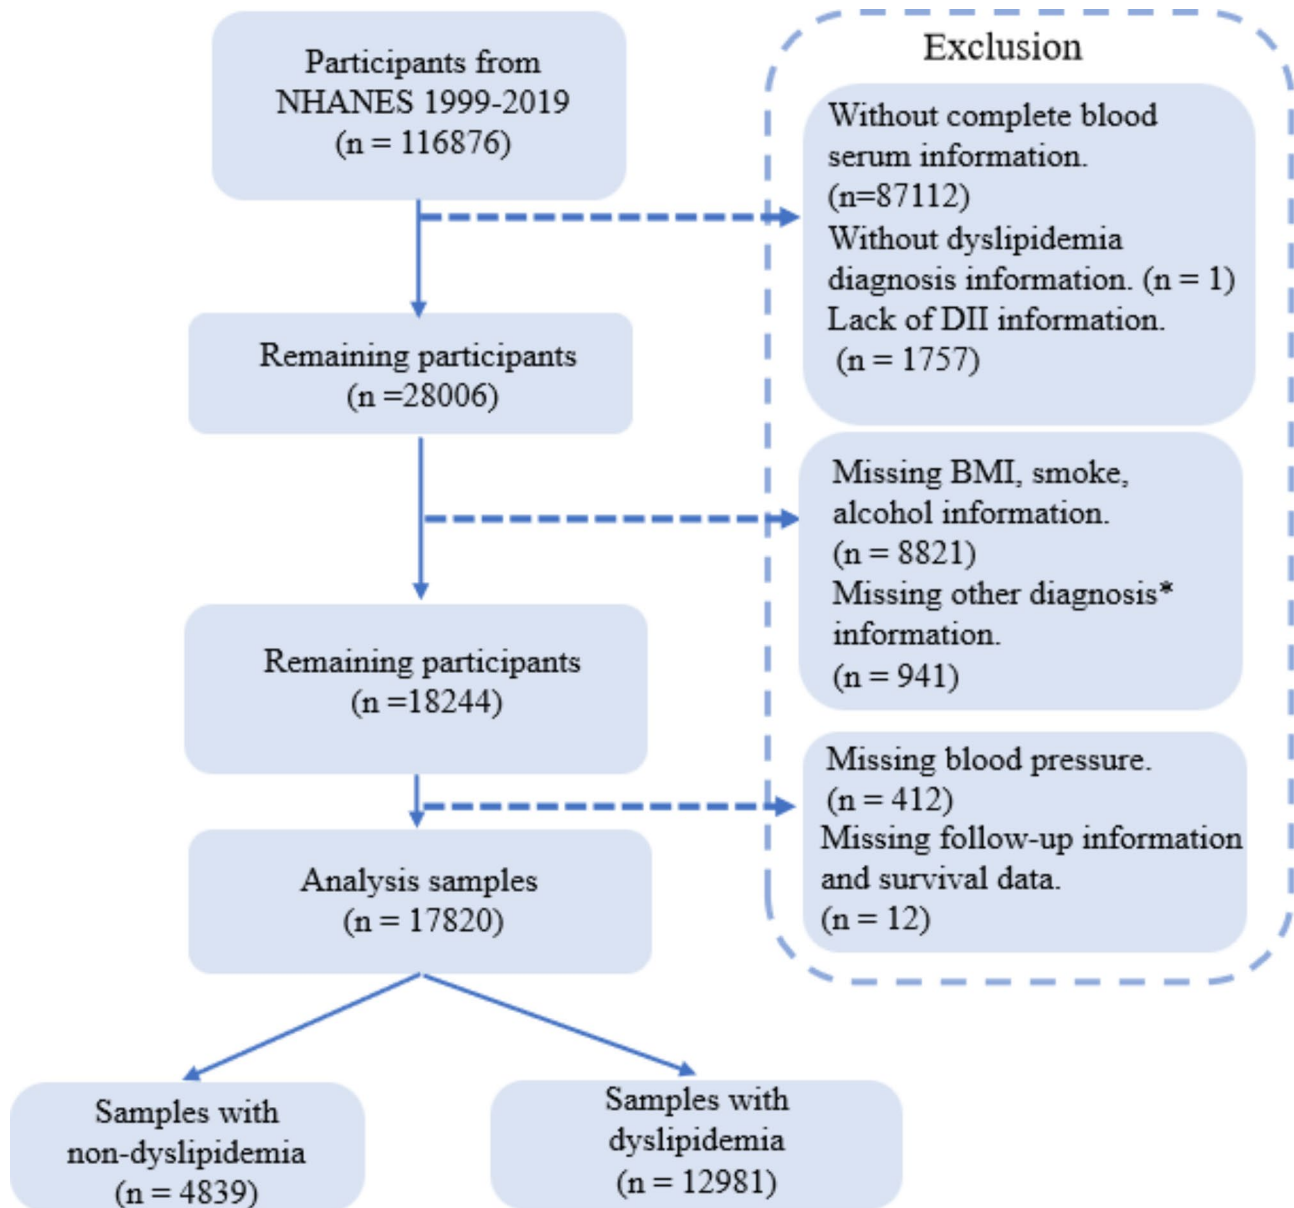 Participants from
NHANES 1999-2019
(n = 116876)
Exclusion
Without complete blood
serum information.
(n=87112)
Without dyslipidemia
diagnosis information. (n = 1)
Lack of DII information.
(n = 1757)
Remaining participants
(n =28006)
Missing BMI, smoke,
alcohol information.
(n = 8821)
Missing other diagnosis*
information.
(n = 941)
Remaining participants
(n =18244)
Missing blood pressure.
(n = 412)
Missing follow-up information
and survival data.
(n = 12)
Analysis samples
(n = 17820)
Samples with
non-dyslipidemia
(n = 4839)
Samples with
dyslipidemia
(n = 12981)